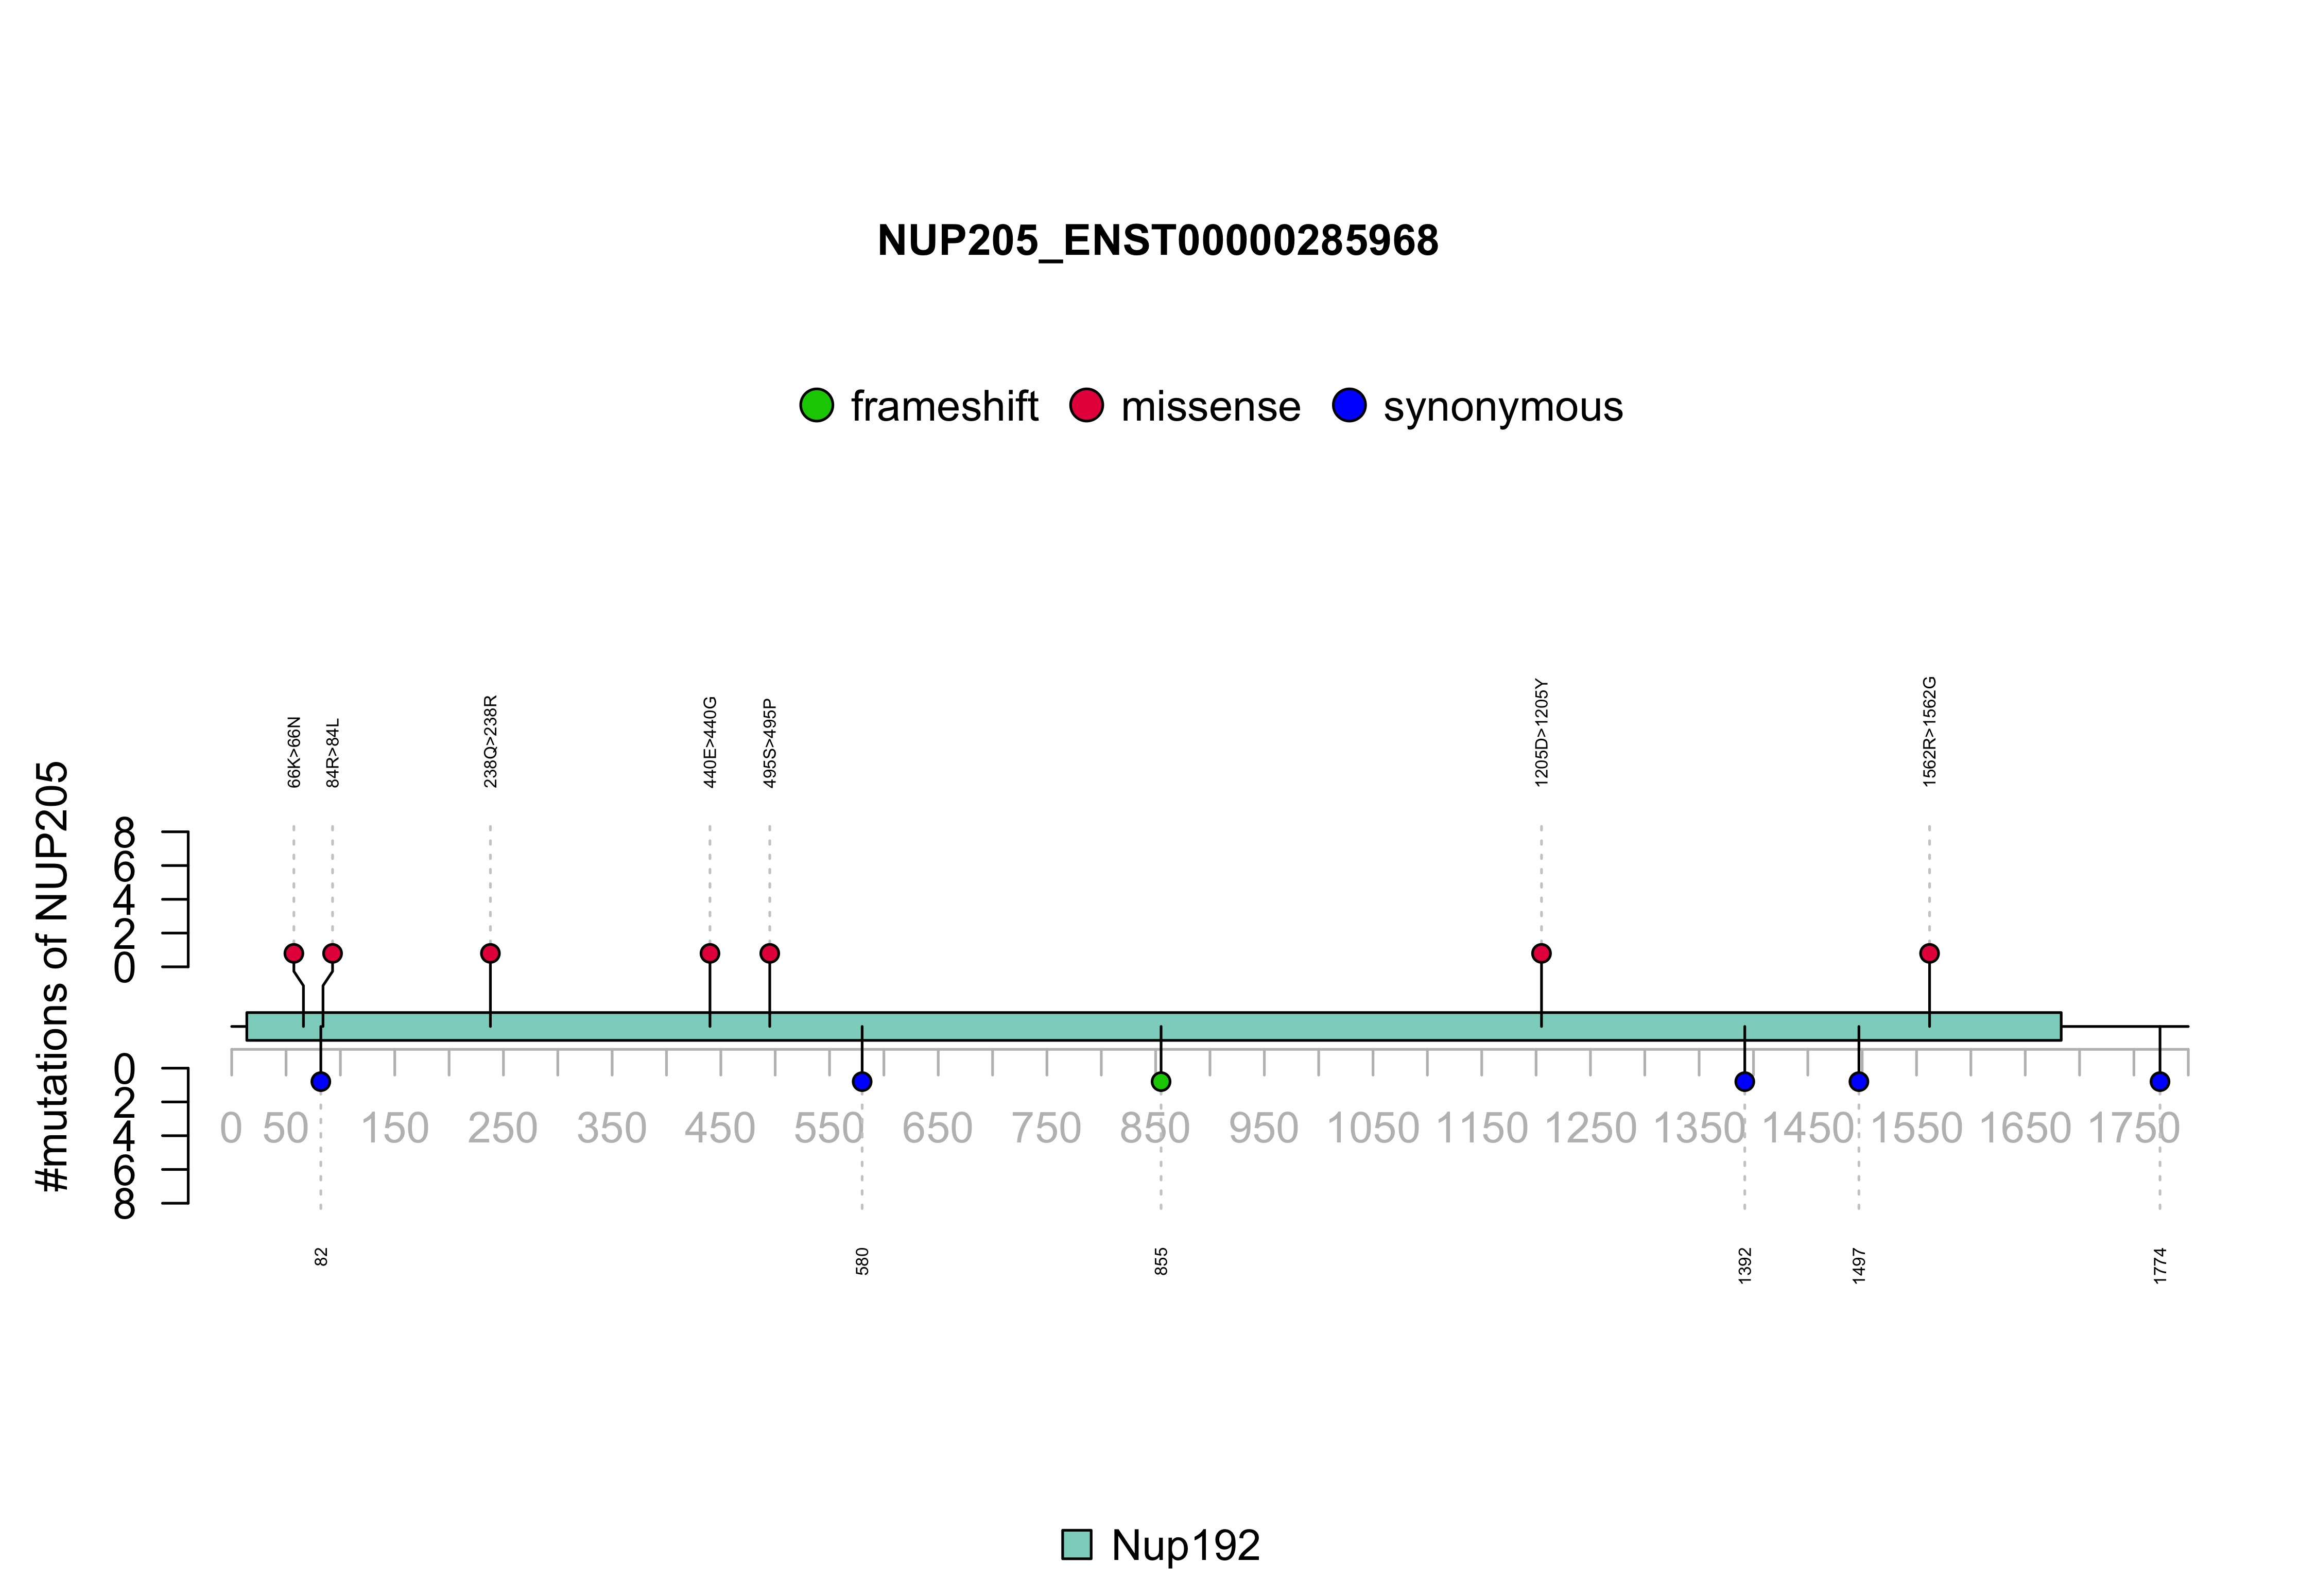 NUP205_ENST00000285968
frameshift missense synonymous
66K>66N
84R>84L
238Q>238R
440E>440G
495S>495P
1205D>1205Y
1562R>1562G
#mutations of NUP205
8
6
4
2
0
0
2
4
6
8
0 50 150 250 350 450 550 650 750 850 950 1050 1150 1250 1350 1450 1550 1650 1750
82
580
855
1392
1497
1774
Nup192